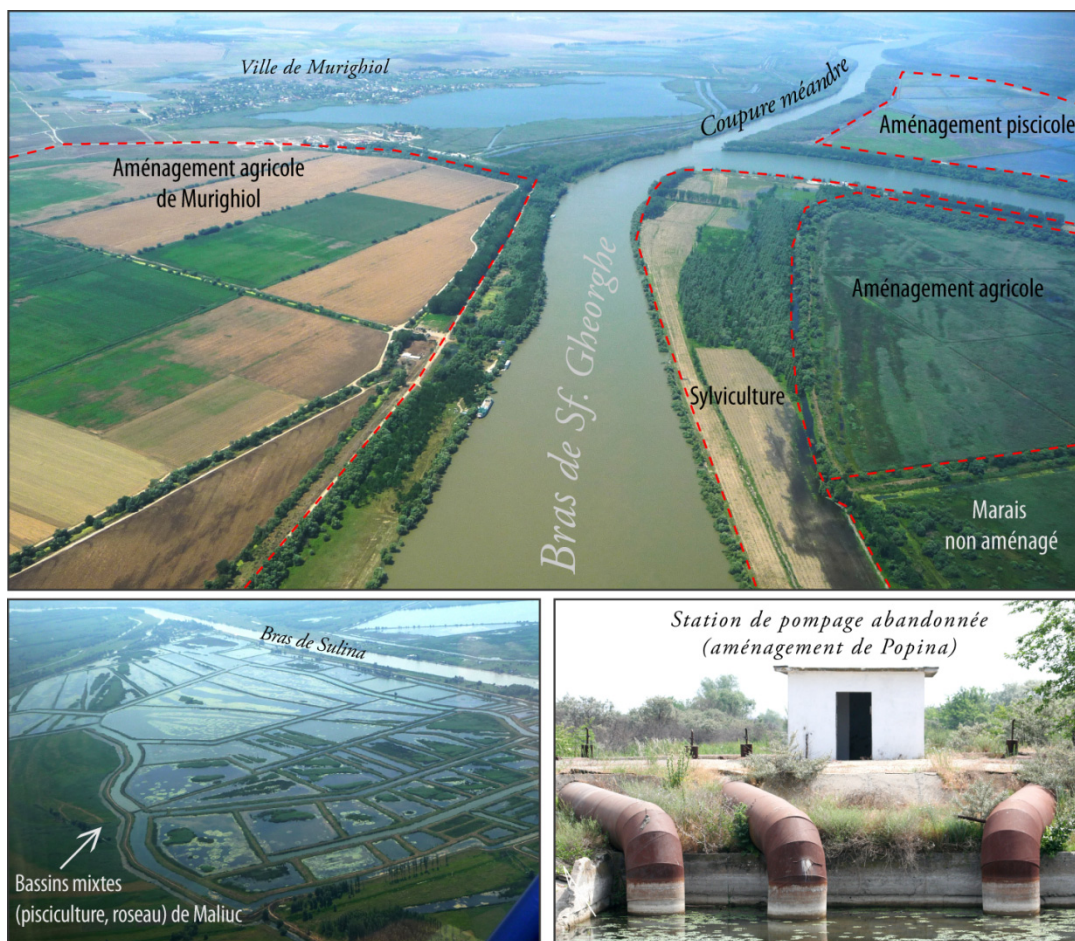 Ville de Murighiol
Coupure méandre
Aménagement piscicole
Aménagement agricole
de Murighiol
Aménagement agricole
Bras de Sf. Gheorghe
Sylviculture
Marais
non aménagé
Bras de Sulina
Bassins mixtes
(pisciculture, roseau) de Maliuc
Station de pompage abandonnée
(aménagement de Popina)